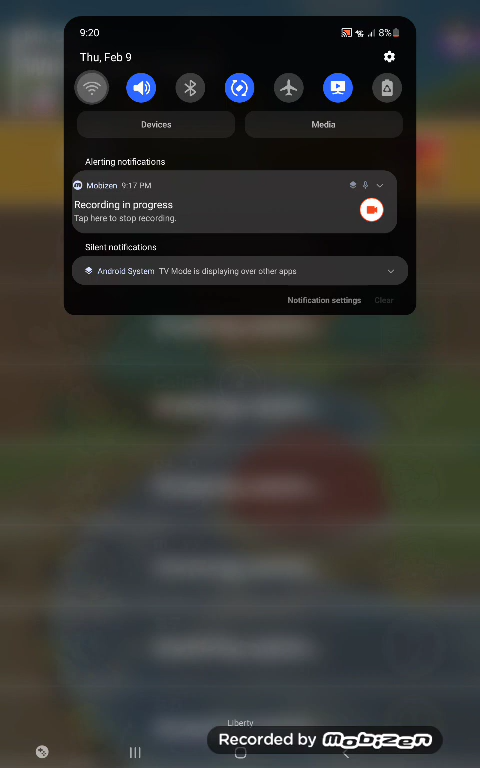 9:20
8%
Thu, Feb 9
Devices
Media
Alerting notifications
Mobizen 9:17 PM
Recording in progress
Tap here to stop recording.
Silent notifications
Android System TV Mode is displaying over other apps
Notification settings Clear
Liberty
Recorded by mobizen